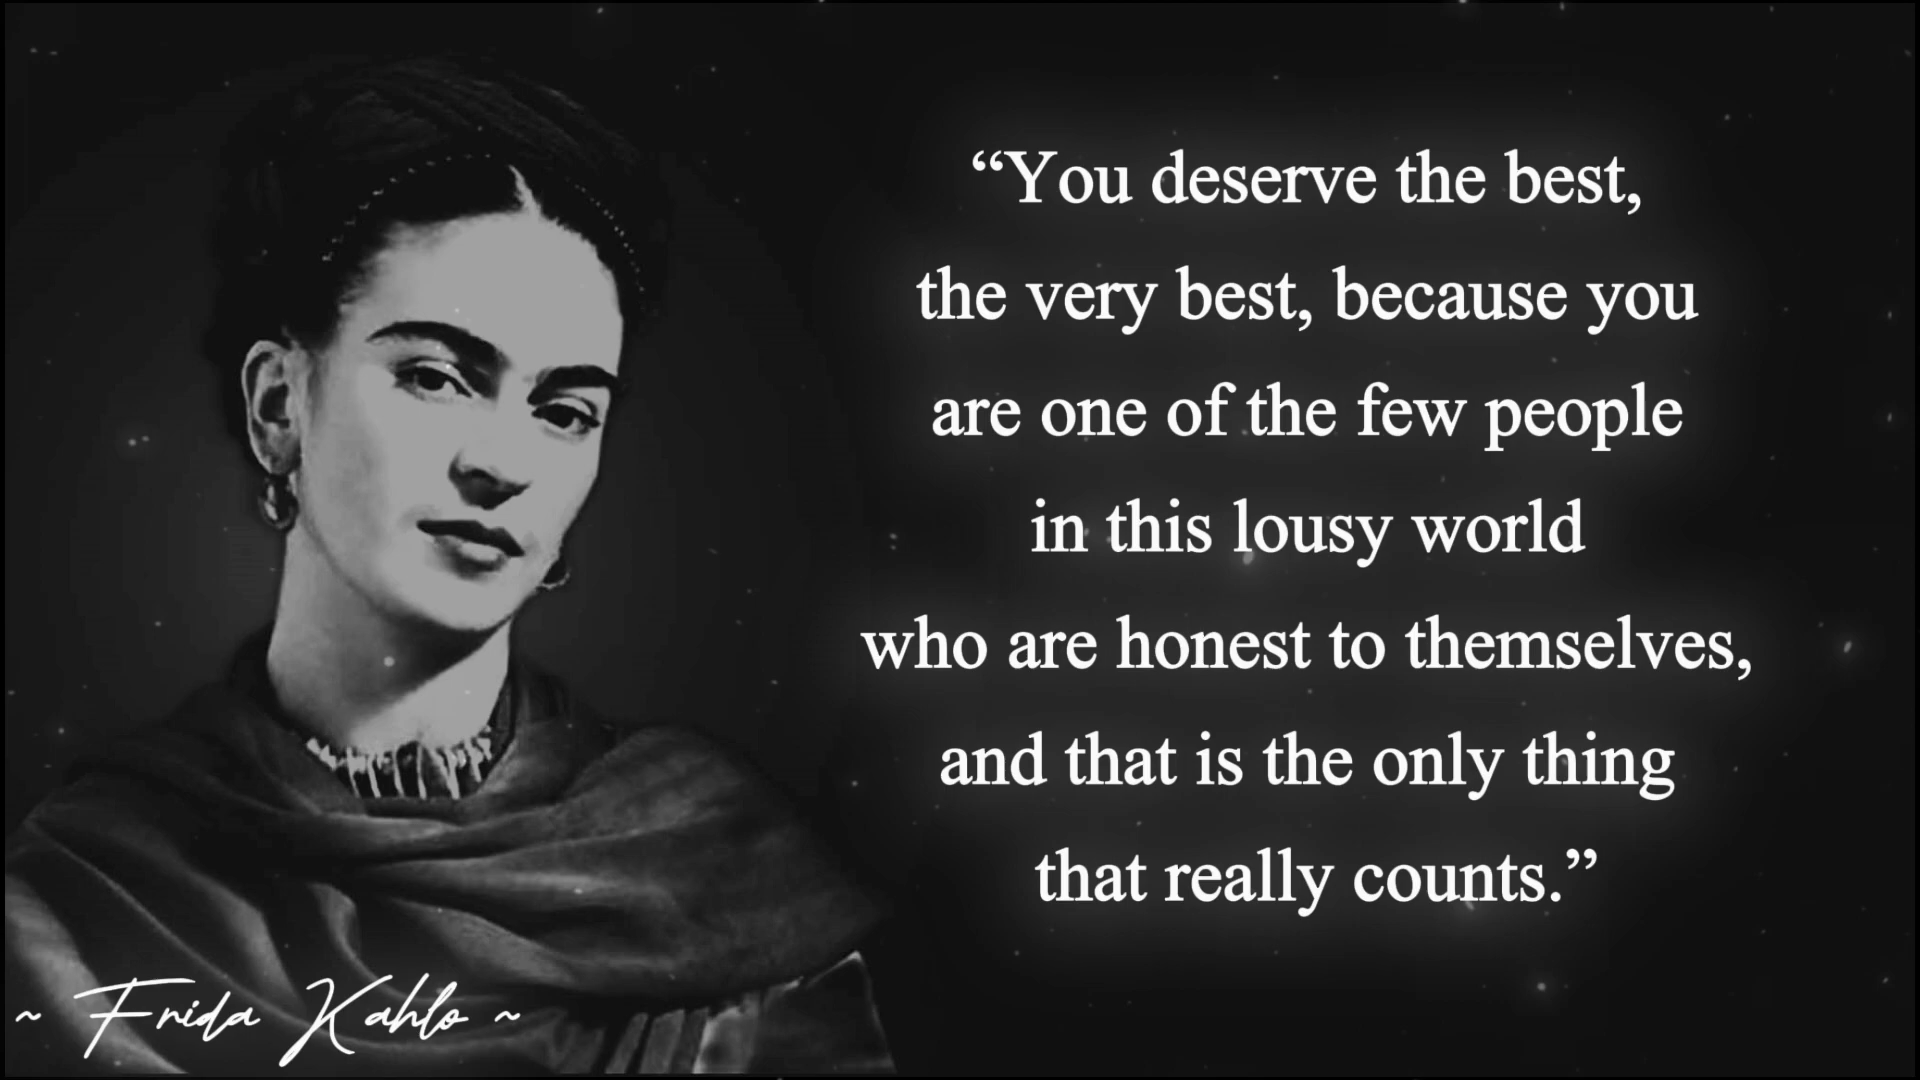 “You deserve the best,
the very best, because you
are one of the few people
in this lousy world
who are honest to themselves,
and that is the only thing
that really counts.”
~ Frida Kahlo ~